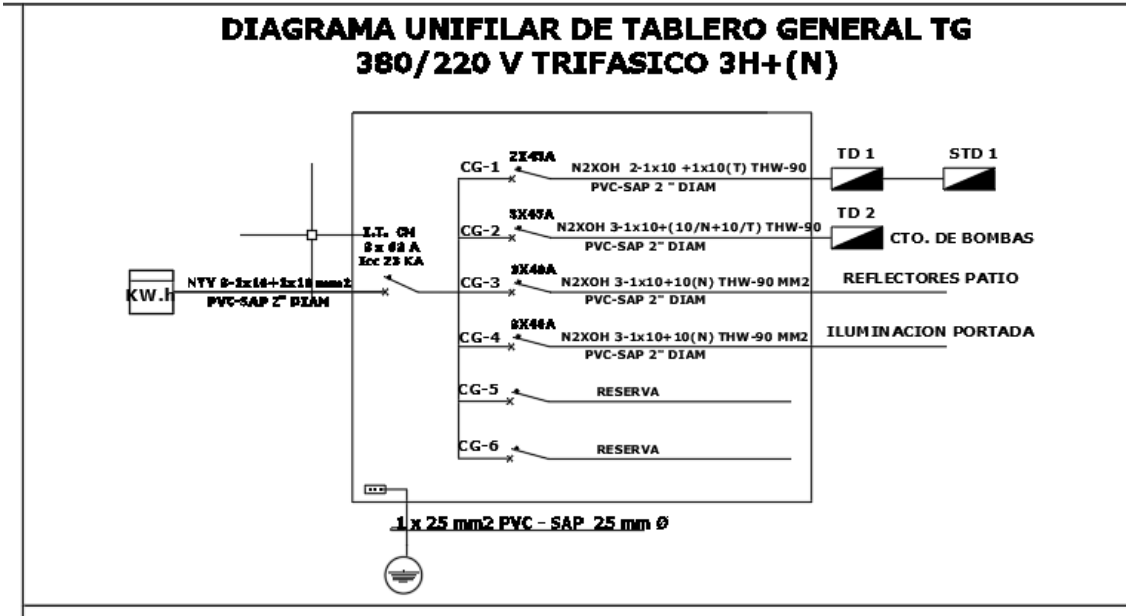 DIAGRAMA UNIFILAR DE TABLERO GENERAL TG
380/220 V TRIFASICO 3H+(N)
CG-1
N2XOH 2-1x10 +1x10(T) THW-90
PVC-SAP 2 " DIAM
TD 1
STD 1
CG-2
N2XOH 3-1x10+(10/N+10/T) THW-90
PVC-SAP 2" DIAM
TD 2
CTO. DE BOMBAS
I.T.
Icc 23 KA
KW.h
NTY
PVC-SAP 2" DIAM
CG-3
N2XOH 3-1x10+10(N) THW-90 MM2
PVC-SAP 2" DIAM
REFLECTORES PATIO
CG-4
N2XOH 3-1x10+10(N) THW-90 MM2
PVC-SAP 2" DIAM
ILUMINACION PORTADA
CG-5
RESERVA
CG-6
RESERVA
1 x 25 mm2 PVC - SAP 25 mm Ø